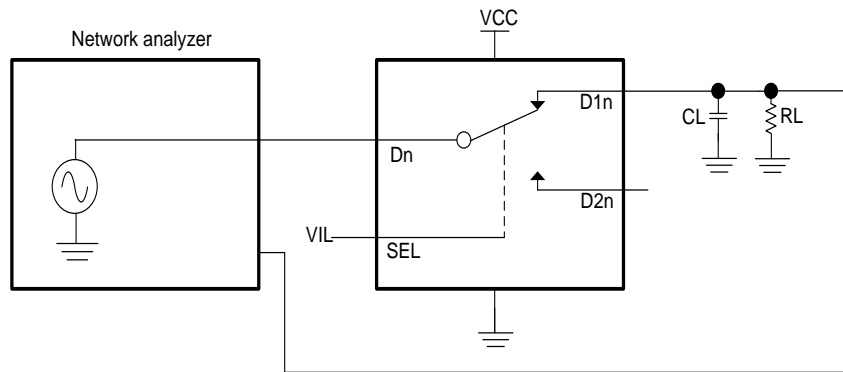 VCC
Network analyzer
D1n
CL
RL
Dn
D2n
VIL
SEL